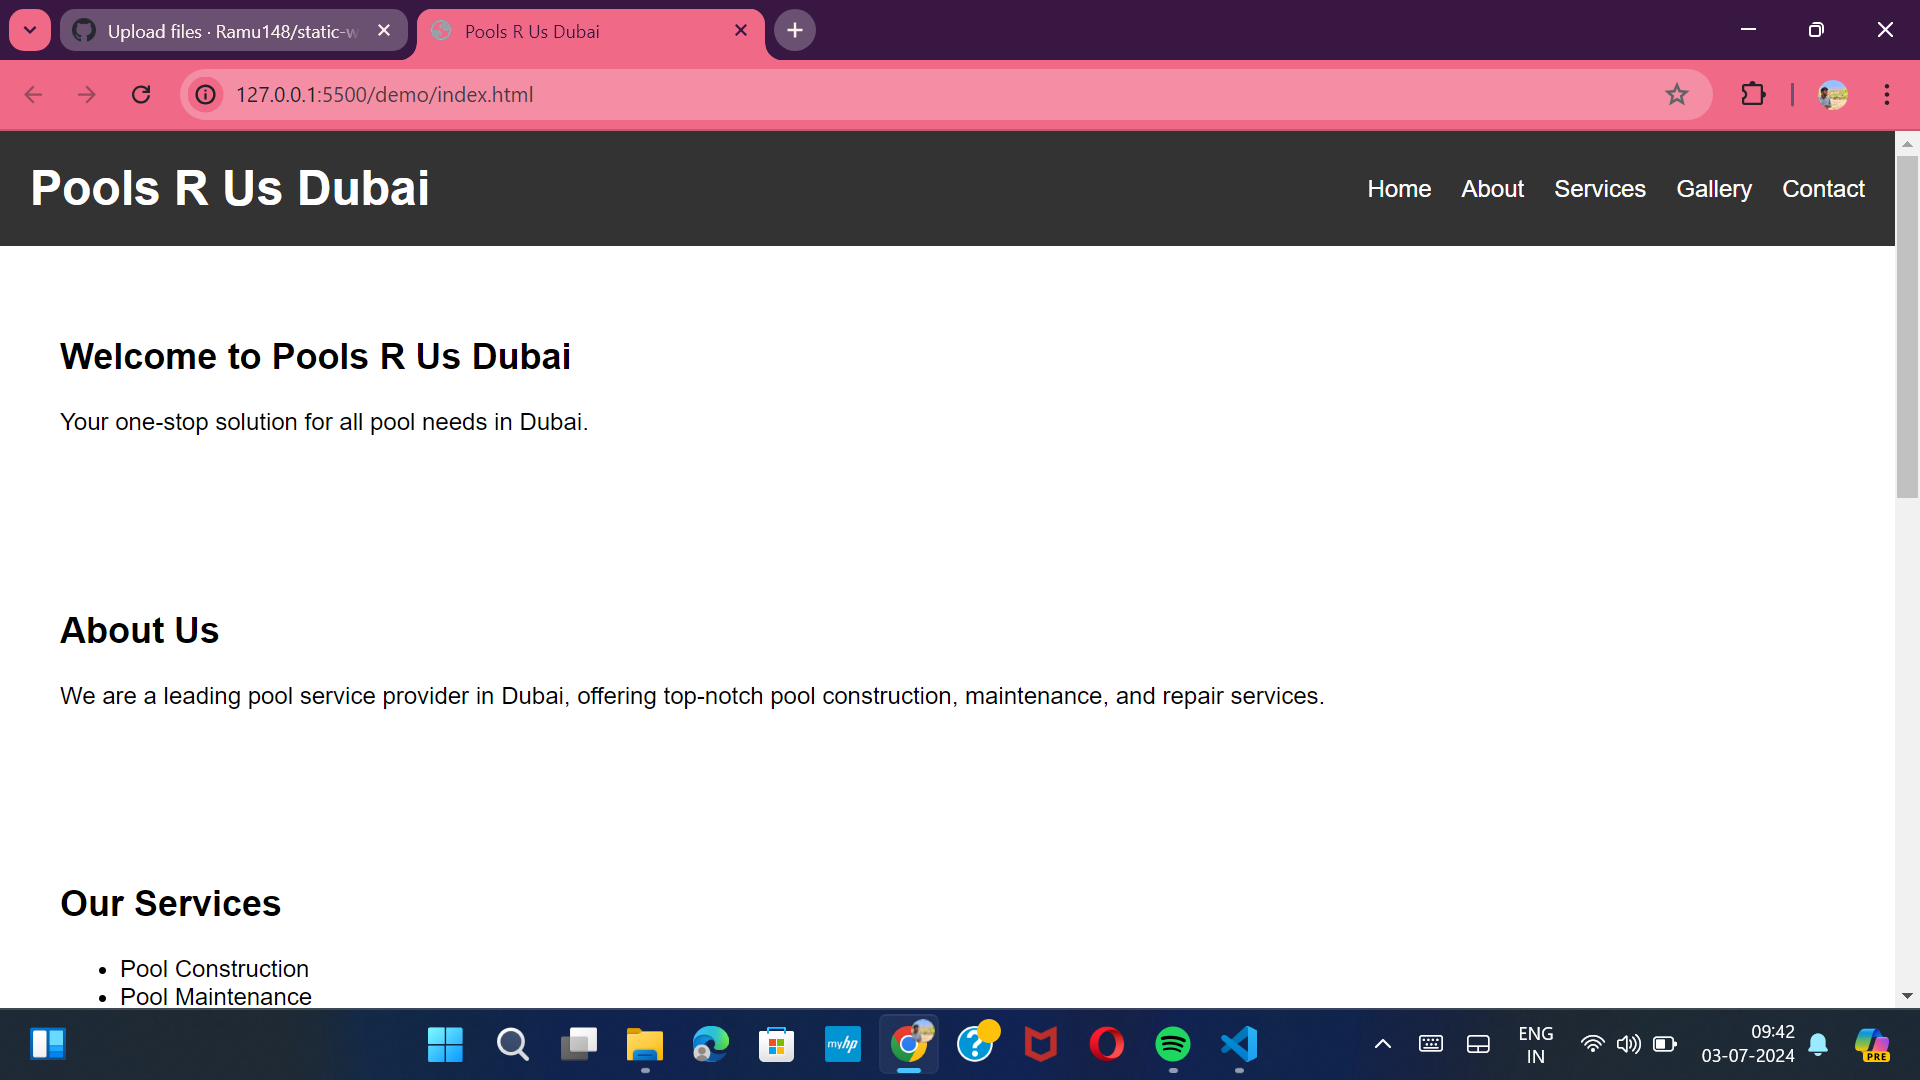 Upload files · Ramu148/static-w
Pools R Us Dubai
127.0.0.1:5500/demo/index.html
Pools R Us Dubai
Home About Services Gallery Contact
Welcome to Pools R Us Dubai
Your one-stop solution for all pool needs in Dubai.
About Us
We are a leading pool service provider in Dubai, offering top-notch pool construction, maintenance, and repair services.
Our Services
• Pool Construction
• Pool Maintenance
myhp
ENG
IN
09:42
03-07-2024
PRE